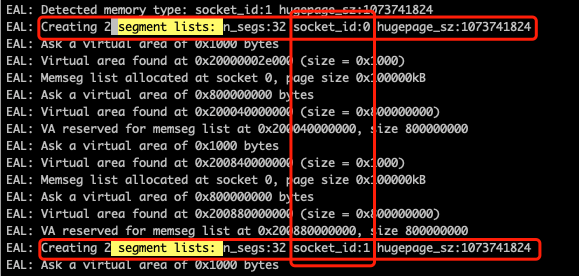 EAL: Detected memory type: socket_id:1 hugepage_sz:1073741824
EAL: Creating 2 segment lists: n_segs:32 socket_id:0 hugepage_sz:1073741824
EAL: Ask a virtual area of 0x1000 bytes
EAL: Virtual area found at 0x20000002e000 (size = 0x1000)
EAL: Memseg list allocated at socket 0, page size 0x100000kB
EAL: Ask a virtual area of 0x800000000 bytes
EAL: Virtual area found at 0x200040000000 (size = 0x800000000)
EAL: VA reserved for memseg list at 0x200040000000, size 800000000
EAL: Ask a virtual area of 0x1000 bytes
EAL: Virtual area found at 0x200840000000 (size = 0x1000)
EAL: Memseg list allocated at socket 0, page size 0x100000kB
EAL: Ask a virtual area of 0x800000000 bytes
EAL: Virtual area found at 0x200880000000 (size = 0x800000000)
EAL: VA reserved for memseg list at 0x200880000000, size 800000000
EAL: Creating 2 segment lists: n_segs:32 socket_id:1 hugepage_sz:1073741824
EAL: Ask a virtual area of 0x1000 bytes